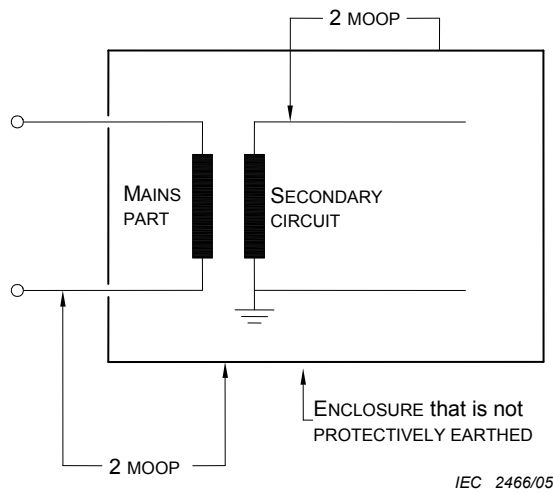 2 MOOP
MAINS
PART
SECONDARY
CIRCUIT
ENCLOSURE that is not
PROTECTIVELY EARTHED
2 MOOP
IEC 2466/05